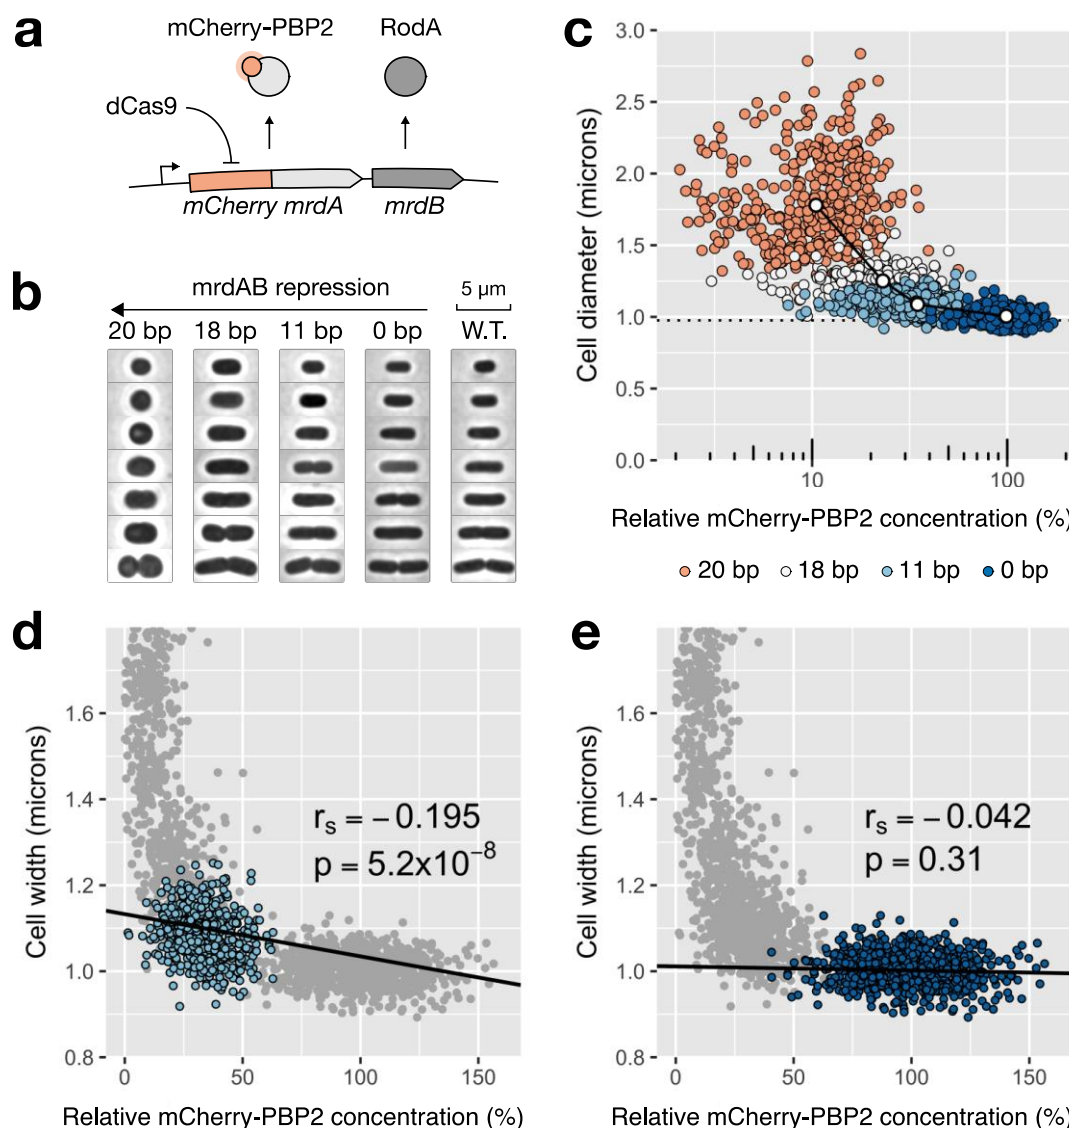 a
mCherry-PBP2
RodA
dCas9
mCherry mrdA
mrdB
b
mrdAB repression
5 µm
20 bp
18 bp
11 bp
0 bp
W.T.
c
Cell diameter (microns)
3.0
2.5
2.0
1.5
1.0
0.5
0.0
10
100
Relative mCherry-PBP2 concentration (%)
20 bp
18 bp
11 bp
0 bp
d
Cell width (microns)
1.6
1.4
1.2
1.0
0.8
rs = −0.195
p = 5.2x10−8
0
50
100
150
Relative mCherry-PBP2 concentration (%)
e
Cell width (microns)
1.6
1.4
1.2
1.0
0.8
rs = −0.042
p = 0.31
0
50
100
150
Relative mCherry-PBP2 concentration (%)